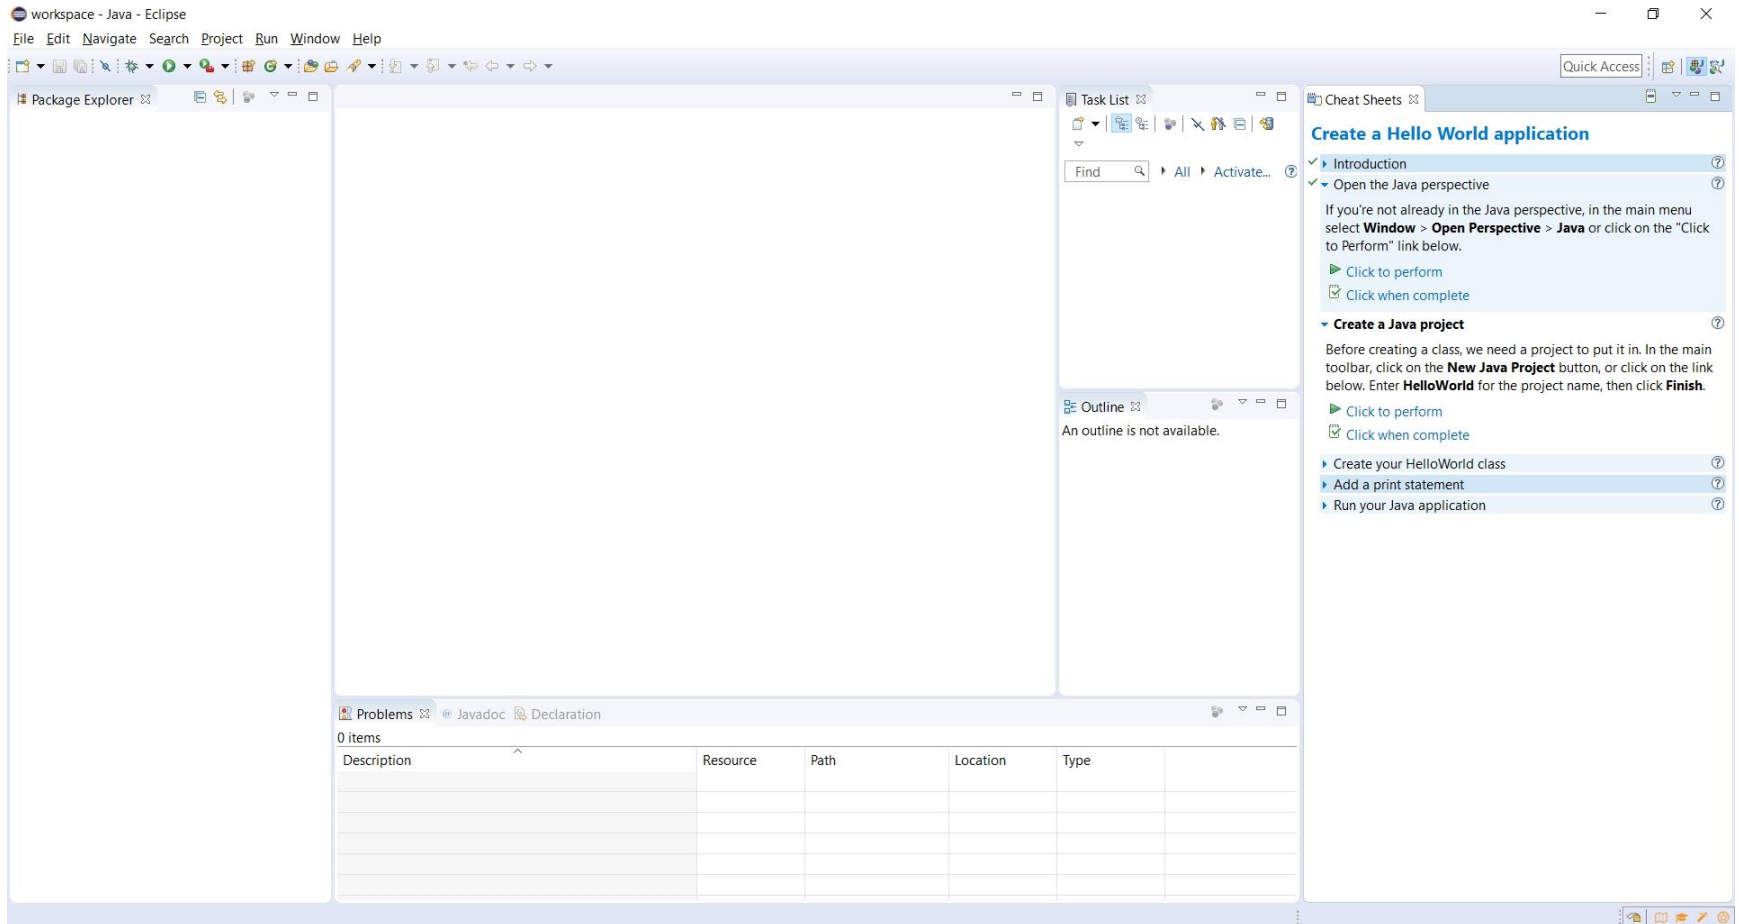 workspace - Java - Eclipse
File Edit Navigate Search Project Run Window Help
Quick Access
Package Explorer
Task List
Find All Activate...
Outline
An outline is not available.
Cheat Sheets
Create a Hello World application
Introduction
Open the Java perspective
If you're not already in the Java perspective, in the main menu
select Window > Open Perspective > Java or click on the "Click
to Perform" link below.
Click to perform
Click when complete
Create a Java project
Before creating a class, we need a project to put it in. In the main
toolbar, click on the New Java Project button, or click on the link
below. Enter HelloWorld for the project name, then click Finish.
Click to perform
Click when complete
Create your HelloWorld class
Add a print statement
Run your Java application
Problems Javadoc Declaration
0 items
Description Resource Path Location Type